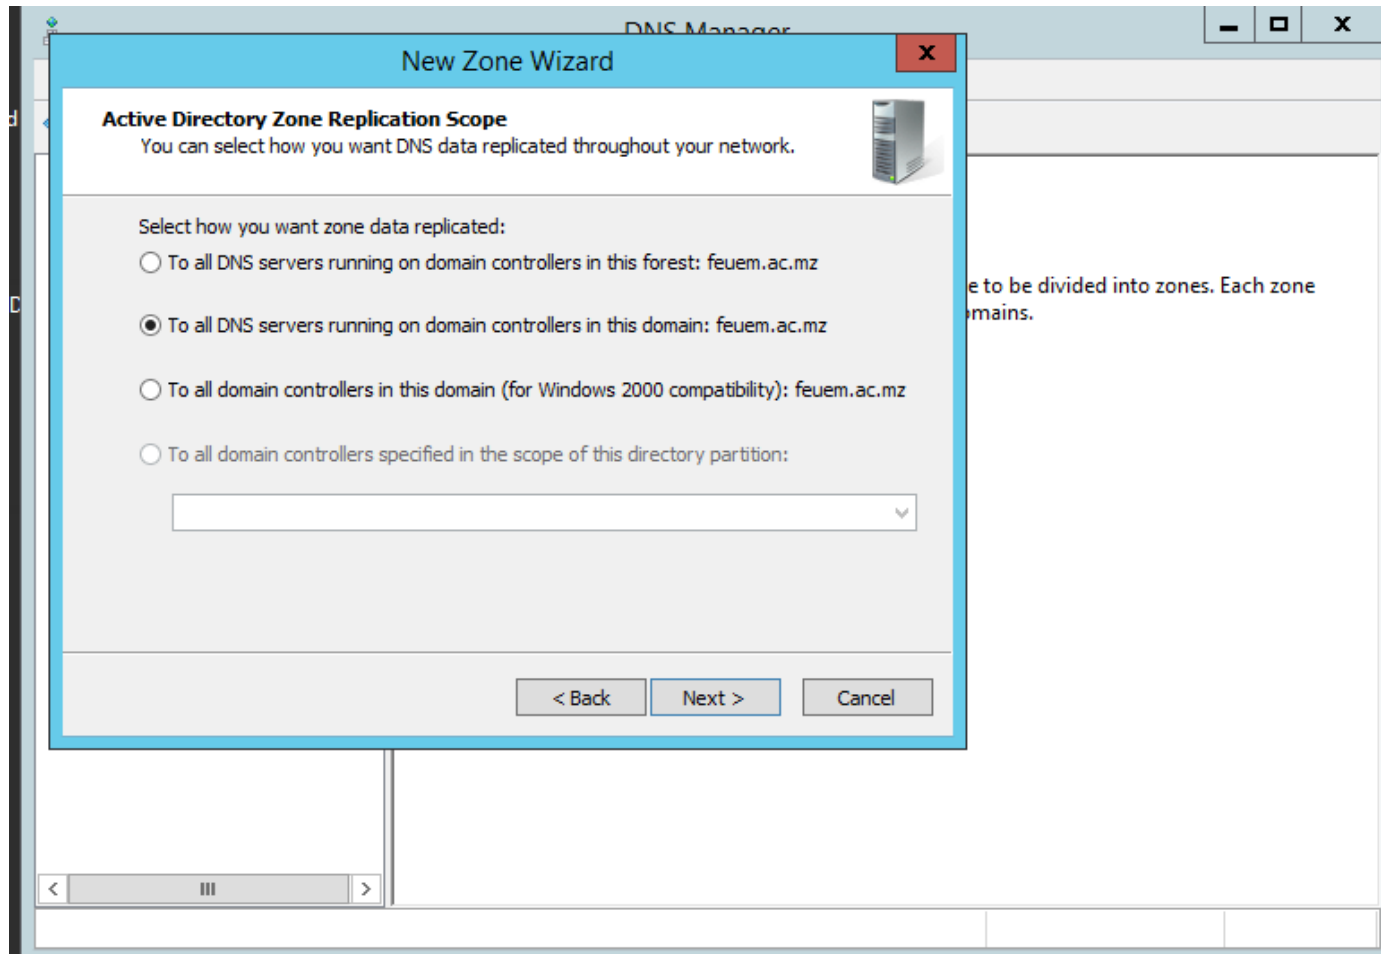 DNS Manager
New Zone Wizard
Active Directory Zone Replication Scope
You can select how you want DNS data replicated throughout your network.
Select how you want zone data replicated:
To all DNS servers running on domain controllers in this forest: feuem.ac.mz
To all DNS servers running on domain controllers in this domain: feuem.ac.mz
To all domain controllers in this domain (for Windows 2000 compatibility): feuem.ac.mz
To all domain controllers specified in the scope of this directory partition:
< Back
Next >
Cancel
e to be divided into zones. Each zone
omains.
d
D